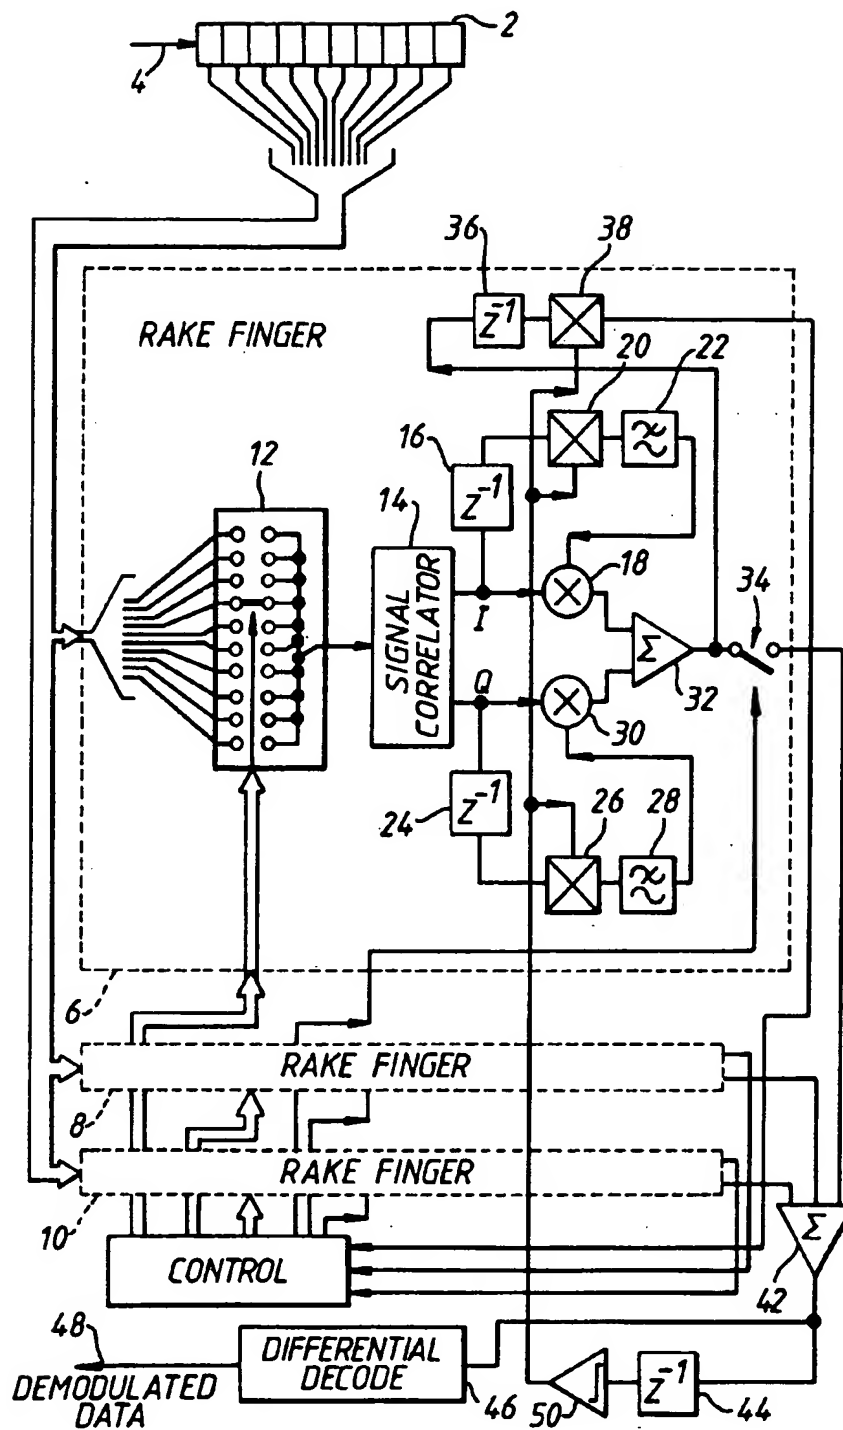 2
4
36
38
RAKE FINGER
20
22
12
16
Z⁻¹
Z⁻¹
14
SIGNAL CORRELATOR
I
18
34
Σ
32
Q
30
24
Z⁻¹
26
28
6
RAKE FINGER
8
RAKE FINGER
10
CONTROL
Σ
42
48
DEMODULATED DATA
DIFFERENTIAL DECODE
46
50
Z⁻¹
44